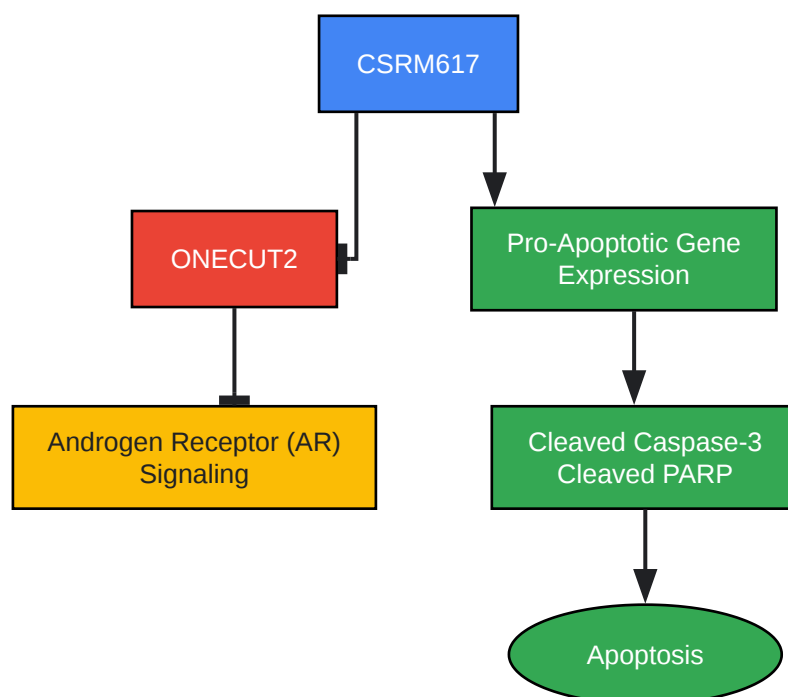 CSRM617
ONECUT2
Pro-Apoptotic Gene
Expression
Androgen Receptor (AR)
Signaling
Cleaved Caspase-3
Cleaved PARP
Apoptosis